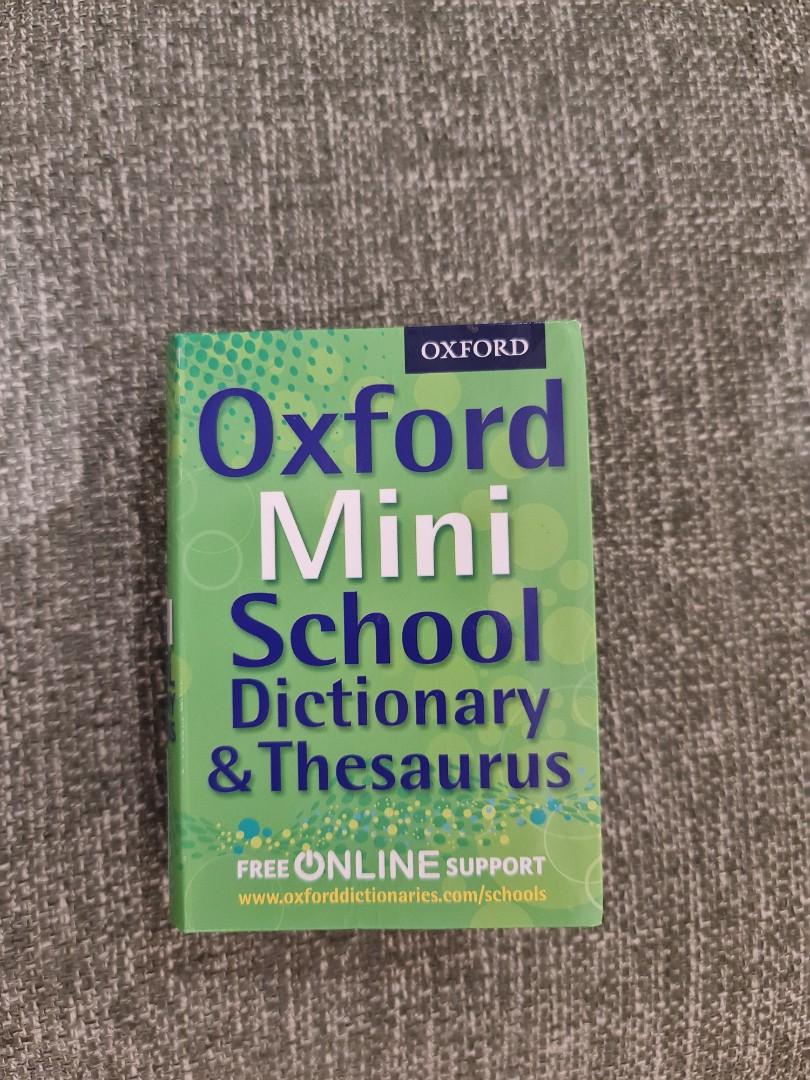 OXFORD
Oxford
Mini
School
Dictionary
& Thesaurus
FREE ONLINE SUPPORT
www.oxforddictionaries.com/schools